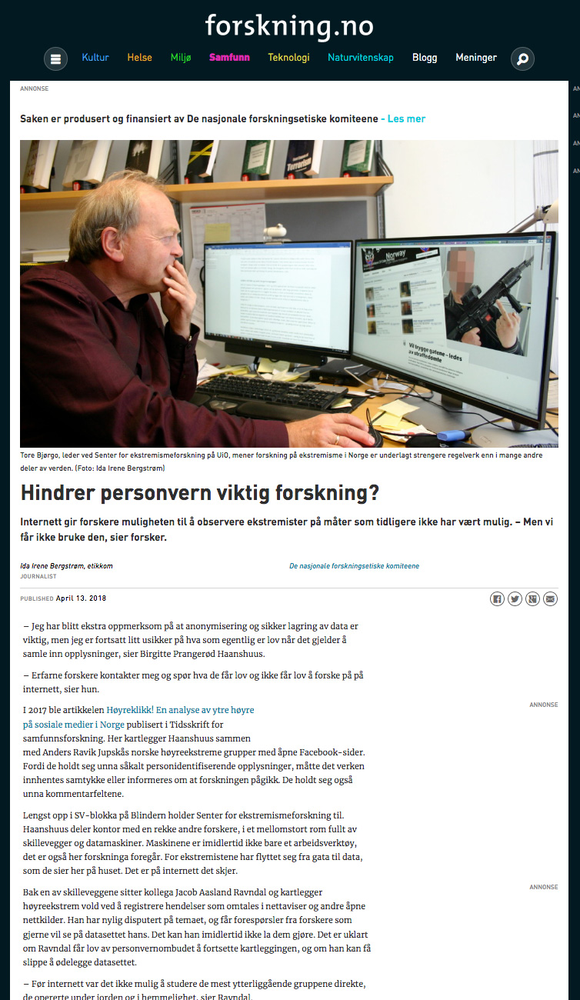 forskning.no
Kultur Helse Miljø Samfunn Teknologi Naturvitenskap Blogg Meninger
ANNONSE
AN
AN
AN
AN
Saken er produsert og finansiert av De nasjonale forskningsetiske komiteene - Les mer
Terrorism
Norway
Vil trygge gatene – ledes
av straffedømte
Tore Bjørgo, leder ved Senter for ekstremismeforskning på UiO, mener forskning på ekstremisme i Norge er underlagt strengere regelverk enn i mange andre
deler av verden. (Foto: Ida Irene Bergstrøm)
Hindrer personvern viktig forskning?
Internett gir forskere muligheten til å observere ekstremister på måter som tidligere ikke har vært mulig. – Men vi
får ikke bruke den, sier forsker.
Ida Irene Bergstrøm, etikkom
JOURNALIST
De nasjonale forskningsetiske komiteene
PUBLISHED April 13. 2018
– Jeg har blitt ekstra oppmerksom på at anonymisering og sikker lagring av data er
viktig, men jeg er fortsatt litt usikker på hva som egentlig er lov når det gjelder å
samle inn opplysninger, sier Birgitte Prangerød Haanshuus.
– Erfarne forskere kontakter meg og spør hva de får lov og ikke får lov å forske på på
internett, sier hun.
ANNONSE
I 2017 ble artikkelen Høyreklikk! En analyse av ytre høyre
på sosiale medier i Norge publisert i Tidsskrift for
samfunnsforskning. Her kartlegger Haanshuus sammen
med Anders Ravik Jupskås norske høyreekstreme grupper med åpne Facebook-sider.
Fordi de holdt seg unna såkalt personidentifiserende opplysninger, måtte det verken
innhentes samtykke eller informeres om at forskningen pågikk. De holdt seg også
unna kommentarfeltene.
Lengst opp i SV-blokka på Blindern holder Senter for ekstremismeforskning til.
Haanshuus deler kontor med en rekke andre forskere, i et mellomstort rom fullt av
skillevegger og datamaskiner. Maskinene er imidlertid ikke bare et arbeidsverktøy,
det er også her forskninga foregår. For ekstremistene har flyttet seg fra gata til data,
som de sier her på huset. Det er på internett det skjer.
ANNONSE
Bak en av skilleveggene sitter kollega Jacob Aasland Ravndal og kartlegger
høyreekstrem vold ved å registrere hendelser som omtales i nettaviser og andre åpne
nettkilder. Han har nylig disputert på temaet, og får forespørsler fra forskere som
gjerne vil se på datasettet hans. Det kan han imidlertid ikke la dem gjøre. Det er uklart
om Ravndal får lov av personvernombudet å fortsette kartleggingen, og om han kan få
slippe å ødelegge datasettet.
– Før internett var det ikke mulig å studere de mest ytterliggående gruppene direkte,
de opererte under jorden og i hemmelighet, sier Ravndal.